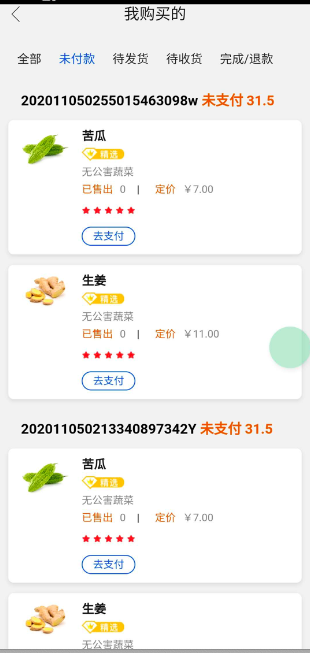 我购买的
全部 未付款 待发货 待收货 完成/退款
202011050255015463098w 未支付 31.5
苦瓜
精选
无公害蔬菜
已售出 0 | 定价 ￥7.00
去支付
生姜
精选
无公害蔬菜
已售出 0 | 定价 ￥11.00
去支付
202011050213340897342Y 未支付 31.5
苦瓜
精选
无公害蔬菜
已售出 0 | 定价 ￥7.00
去支付
生姜
精选
无公害蔬菜